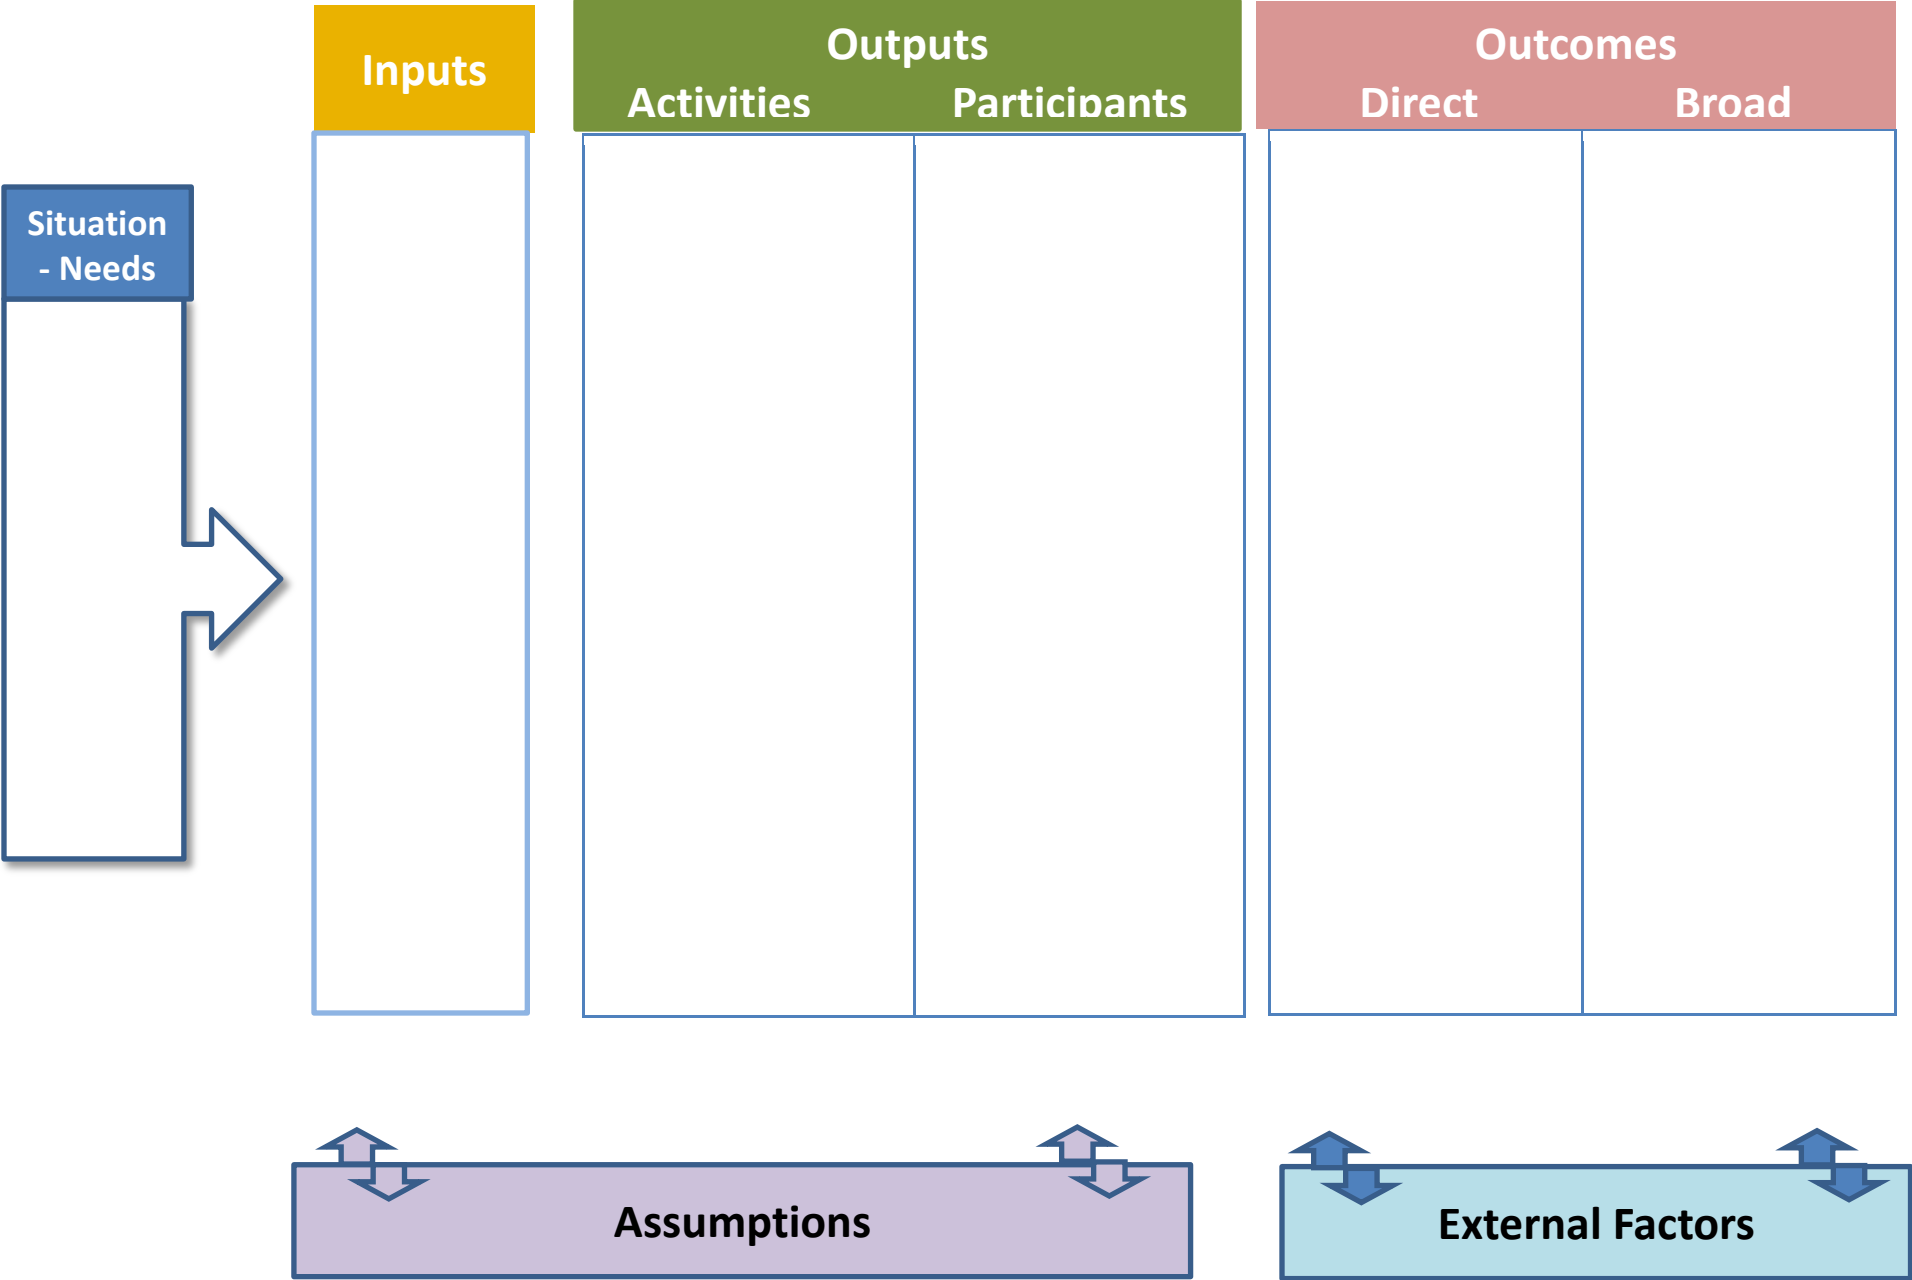 Inputs
Outputs
Activities Participants
Outcomes
Direct Broad
Situation
- Needs
Assumptions
External Factors